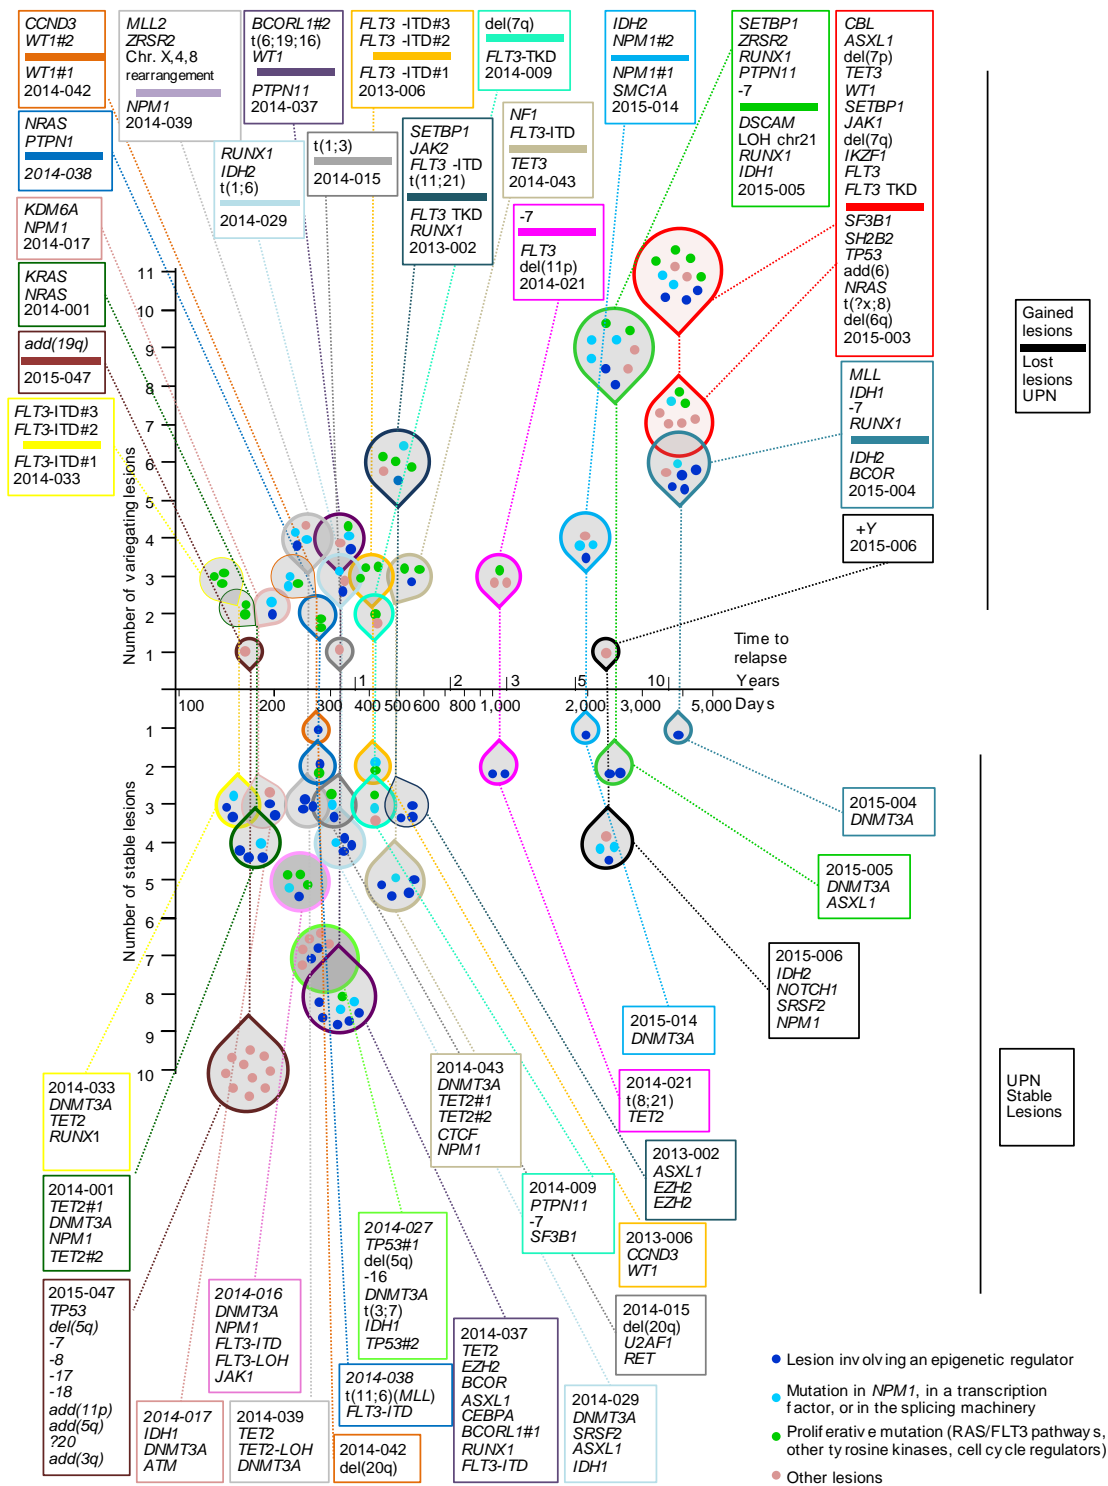 CCND3
WT1#2
WT1#1
2014-042
MLL2
ZRSR2
Chr. X,4,8
rearrangement
NPM1
2014-039
BCORL1#2
t(6;19;16)
WT1
PTPN11
2014-037
FLT3 -ITD#3
FLT3 -ITD#2
FLT3 -ITD#1
2013-006
del(7q)
FLT3-TKD
2014-009
IDH2
NPM1#2
NPM1#1
SMC1A
2015-014
SETBP1
ZRSR2
RUNX1
PTPN11
-7
DSCAM
LOH chr21
RUNX1
IDH1
2015-005
CBL
ASXL1
del(7p)
TET3
WT1
SETBP1
JAK1
del(7q)
IKZF1
FLT3
FLT3 TKD
SF3B1
SH2B2
TP53
add(6)
NRAS
t(?x;8)
del(6q)
2015-003
NRAS
PTPN1
2014-038
RUNX1
IDH2
t(1;6)
2014-029
t(1;3)
2014-015
SETBP1
JAK2
FLT3 -ITD
t(11;21)
FLT3 TKD
RUNX1
2013-002
NF1
FLT3-ITD
TET3
2014-043
-7
FLT3
del(11p)
2014-021
KDM6A
NPM1
2014-017
KRAS
NRAS
2014-001
add(19q)
2015-047
FLT3-ITD#3
FLT3-ITD#2
FLT3-ITD#1
2014-033
Gained
lesions
Lost
lesions
UPN
MLL
IDH1
-7
RUNX1
IDH2
BCOR
2015-004
+Y
2015-006
Number of variegating lesions
11
10
9
8
7
6
5
4
3
2
1
Time to
relapse
1 2 3 5 10 Years
100 200 300 400 500 600 800 1,000 2,000 3,000 5,000 Days
Number of stable lesions
1
2
3
4
5
6
7
8
9
10
2015-004
DNMT3A
2015-005
DNMT3A
ASXL1
2015-006
IDH2
NOTCH1
SRSF2
NPM1
2015-014
DNMT3A
2014-021
t(8;21)
TET2
UPN
Stable
Lesions
2014-033
DNMT3A
TET2
RUNX1
2014-043
DNMT3A
TET2#1
TET2#2
CTCF
NPM1
2013-002
ASXL1
EZH2
EZH2
2014-001
TET2#1
DNMT3A
NPM1
TET2#2
2014-009
PTPN11
-7
SF3B1
2013-006
CCND3
WT1
2014-027
TP53#1
del(5q)
-16
DNMT3A
t(3;7)
IDH1
TP53#2
2015-047
TP53
del(5q)
-7
-8
-17
-18
add(11p)
add(5q)
?20
add(3q)
2014-016
DNMT3A
NPM1
FLT3-ITD
FLT3-LOH
JAK1
2014-015
del(20q)
U2AF1
RET
2014-037
TET2
EZH2
BCOR
ASXL1
CEBPA
BCORL1#1
RUNX1
FLT3-ITD
2014-038
t(11;6)(MLL)
FLT3-ITD
2014-029
DNMT3A
SRSF2
ASXL1
IDH1
2014-017
IDH1
DNMT3A
ATM
2014-039
TET2
TET2-LOH
DNMT3A
2014-042
del(20q)
Lesion involving an epigenetic regulator
Mutation in NPM1, in a transcription
factor, or in the splicing machinery
Proliferative mutation (RAS/FLT3 pathways,
other tyrosine kinases, cell cycle regulators)
Other lesions